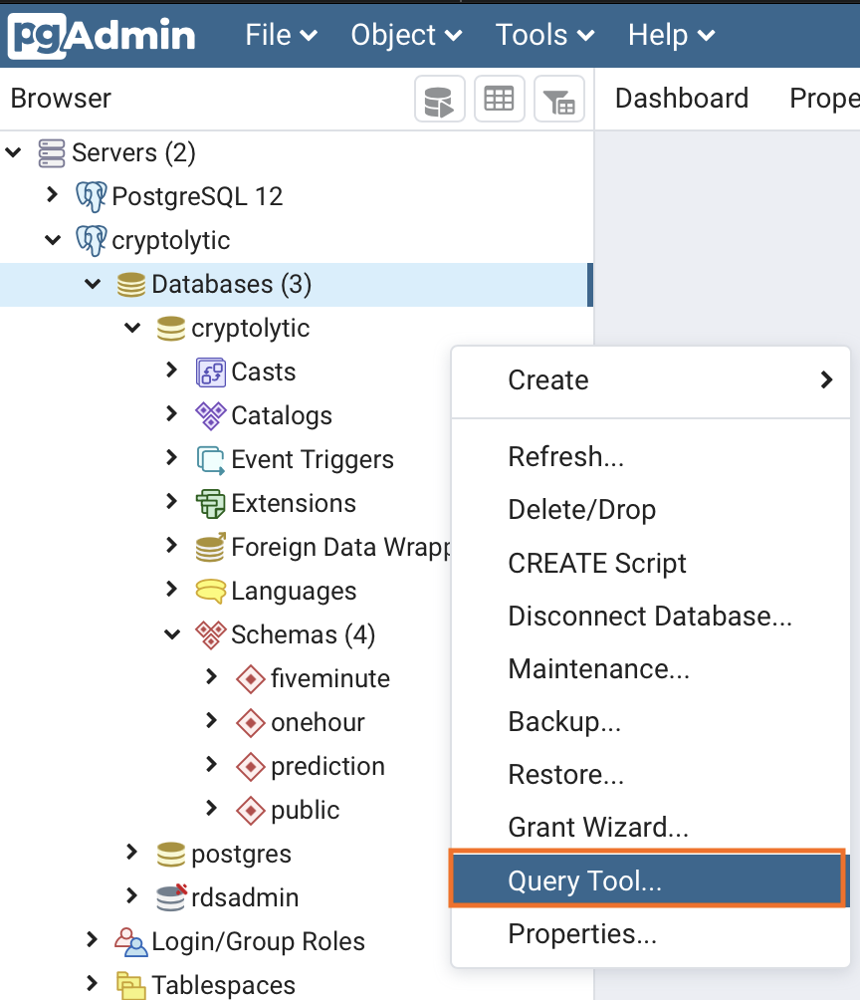 pgAdmin File Object Tools Help
Browser Dashboard Prope
Servers (2)
PostgreSQL 12
cryptolytic
Databases (3)
cryptolytic
Casts
Catalogs
Event Triggers
Extensions
Foreign Data Wrapp
Languages
Schemas (4)
fiveminute
onehour
prediction
public
postgres
rdsadmin
Login/Group Roles
Tablespaces
Create
Refresh...
Delete/Drop
CREATE Script
Disconnect Database...
Maintenance...
Backup...
Restore...
Grant Wizard...
Query Tool...
Properties...